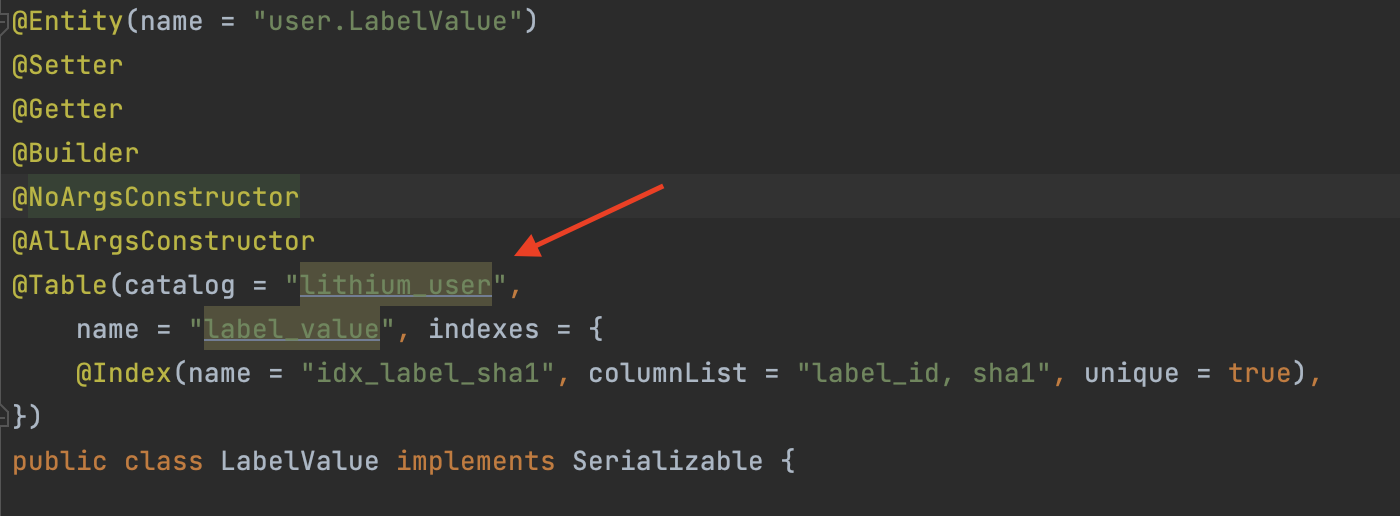 @Entity(name = "user.LabelValue")
@Setter
@Getter
@Builder
@NoArgsConstructor
@AllArgsConstructor
@Table(catalog = "lithium_user",
    name = "label_value", indexes = {
    @Index(name = "idx_label_sha1", columnList = "label_id, sha1", unique = true),
})
public class LabelValue implements Serializable {